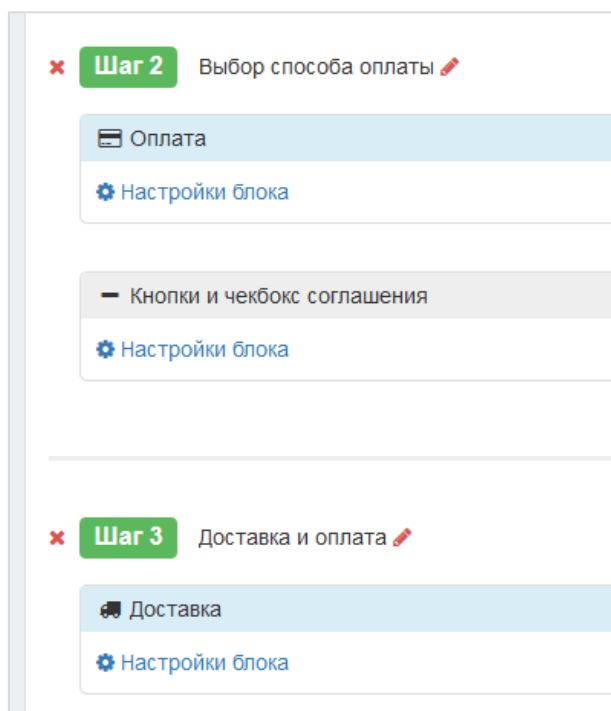 Шаг 2 Выбор способа оплаты
Оплата
Настройки блока
Кнопки и чекбокс соглашения
Настройки блока
Шаг 3 Доставка и оплата
Доставка
Настройки блока